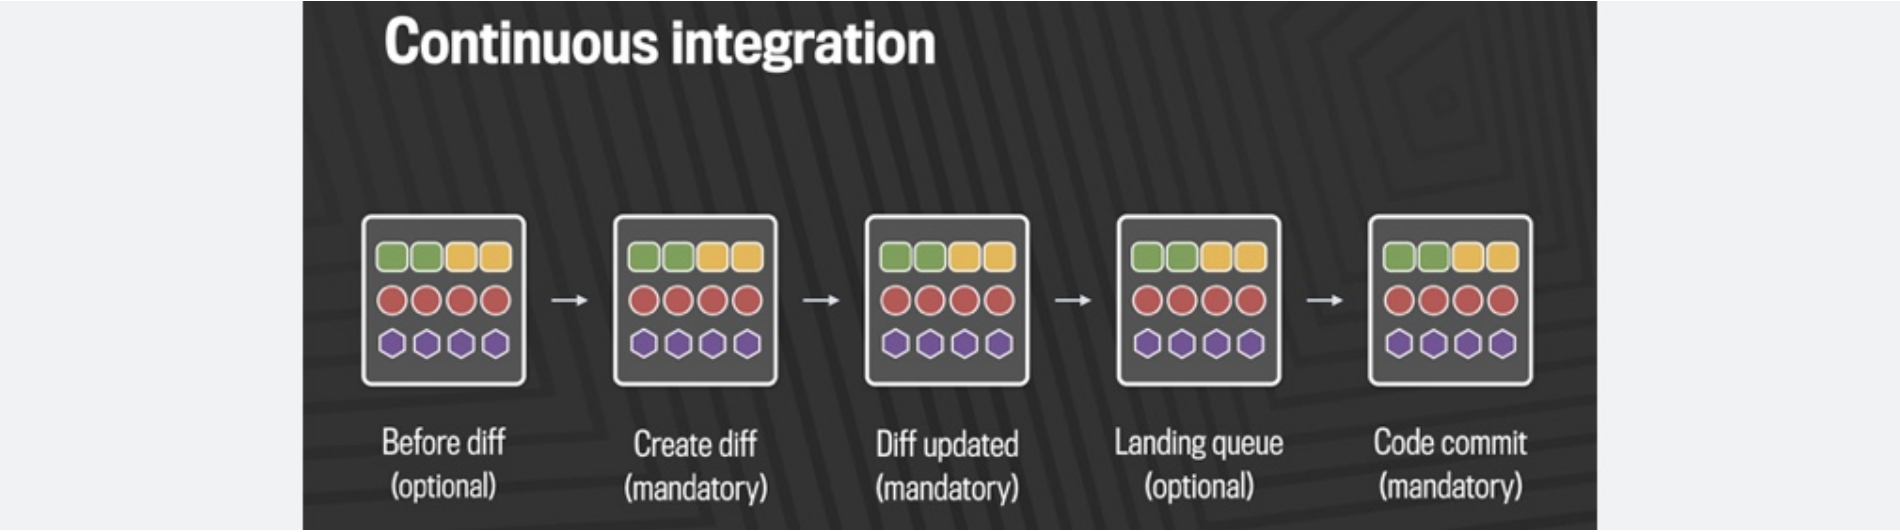 Continuous integration
Before diff
(optional)
Create diff
(mandatory)
Diff updated
(mandatory)
Landing queue
(optional)
Code commit
(mandatory)